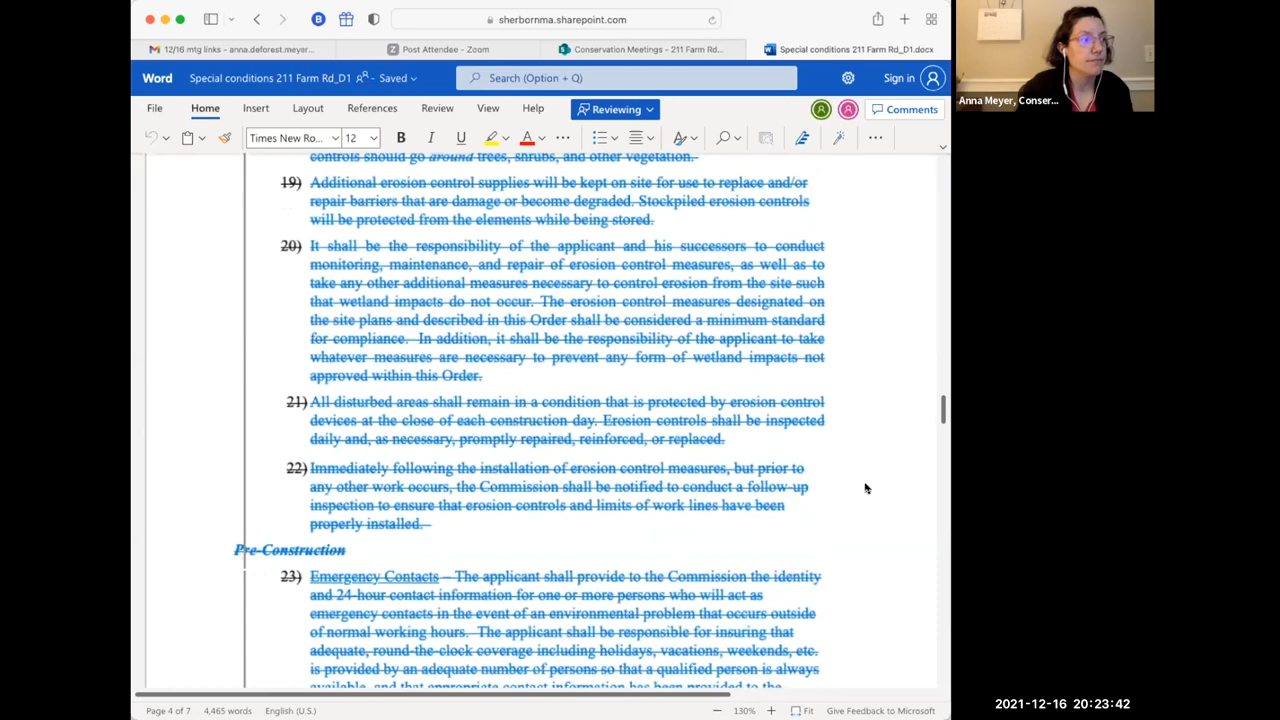 sherbornma.sharepoint.com
12/16 mtg links - anna.deforest.meyer...
Post Attendee - Zoom
Conservation Meetings - 211 Farm Rd...
Special conditions 211 Farm Rd_D1.docx
Word
Special conditions 211 Farm Rd_D1 - Saved
Search (Option + Q)
Sign in
File Home Insert Layout References Review View Help
Reviewing
Comments
Times New Ro...
12
controls should go around trees, shrubs, and other vegetation.
19) Additional erosion control supplies will be kept on site for use to replace and/or
repair barriers that are damage or become degraded. Stockpiled erosion controls
will be protected from the elements while being stored.
20) It shall be the responsibility of the applicant and his successors to conduct
monitoring, maintenance, and repair of erosion control measures, as well as to
take any other additional measures necessary to control erosion from the site such
that wetland impacts do not occur. The erosion control measures designated on
the site plans and described in this Order shall be considered a minimum standard
for compliance. In addition, it shall be the responsibility of the applicant to take
whatever measures are necessary to prevent any form of wetland impacts not
approved within this Order.
21) All disturbed areas shall remain in a condition that is protected by erosion control
devices at the close of each construction day. Erosion controls shall be inspected
daily and, as necessary, promptly repaired, reinforced, or replaced.
22) Immediately following the installation of erosion control measures, but prior to
any other work occurs, the Commission shall be notified to conduct a follow-up
inspection to ensure that erosion controls and limits of work lines have been
properly installed.
Pre-Construction
23) Emergency Contacts – The applicant shall provide to the Commission the identity
and 24-hour contact information for one or more persons who will act as
emergency contacts in the event of an environmental problem that occurs outside
of normal working hours. The applicant shall be responsible for insuring that
adequate, round-the-clock coverage including holidays, vacations, weekends, etc.
is provided by an adequate number of persons so that a qualified person is always
available, and that appropriate contact information has been provided to the
Page 4 of 7
4,465 words
English (U.S.)
130%
Fit
Give Feedback to Microsoft
Anna Meyer, Conser...
2021-12-16 20:23:42